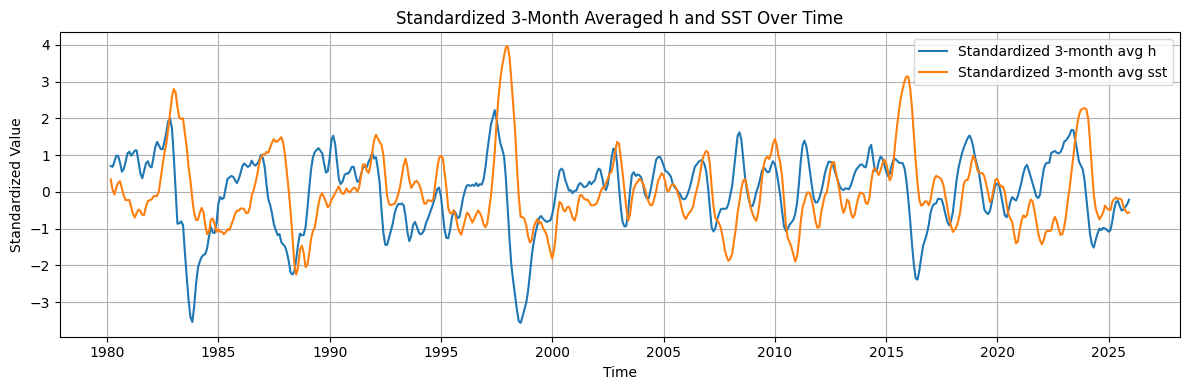 Standardized 3-Month Averaged h and SST Over Time
Standardized 3-month avg h
Standardized 3-month avg sst
Standardized Value
4
3
2
1
0
−1
−2
−3
1980 1985 1990 1995 2000 2005 2010 2015 2020 2025
Time